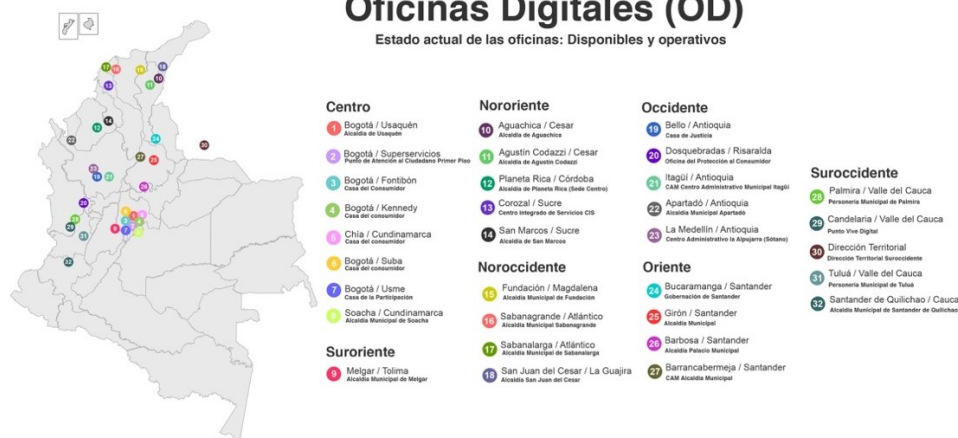 Oficinas Digitales (OD)
Estado actual de las oficinas: Disponibles y operativos
Centro
1 Bogotá / Usaquén
Alcaldía de Usaquén
2 Bogotá / Superservicios
Punto de Atención al Ciudadano Primer Piso
3 Bogotá / Fontibón
Casa del Consumidor
4 Bogotá / Kennedy
Casa del consumidor
5 Chía / Cundinamarca
Casa del consumidor
6 Bogotá / Suba
Casa del consumidor
7 Bogotá / Usme
Casa de la Participación
8 Soacha / Cundinamarca
Alcaldía Municipal de Soacha
Suroriente
9 Melgar / Tolima
Alcaldía Municipal de Melgar
Nororiente
10 Aguachica / Cesar
Alcaldía de Aguachica
11 Agustín Codazzi / Cesar
Alcaldía de Agustín Codazzi
12 Planeta Rica / Córdoba
Alcaldía de Planeta Rica (Sede Centro)
13 Corozal / Sucre
Centro Integrado de Servicios CIS
14 San Marcos / Sucre
Alcaldía de San Marcos
Noroccidente
15 Fundación / Magdalena
Alcaldía Municipal de Fundación
16 Sabanagrande / Atlántico
Alcaldía Municipal Sabanagrande
17 Sabanalarga / Atlántico
Alcaldía Municipal de Sabanalarga
18 San Juan del Cesar / La Guajira
Alcaldía San Juan del Cesar
Occidente
19 Bello / Antioquia
Casa de Justicia
20 Dosquebradas / Risaralda
Oficina del Protección al Consumidor
21 Itagüí / Antioquia
CAM Centro Administrativo Municipal Itagüí
22 Apartadó / Antioquia
Alcaldía Municipal Apartadó
23 La Medellín / Antioquia
Centro Administrativo la Alpujarra (Sótano)
Oriente
24 Bucaramanga / Santander
Gobernación de Santander
25 Girón / Santander
Alcaldía Municipal
26 Barbosa / Santander
Alcaldía Palacio Municipal
27 Barrancabermeja / Santander
CAM Alcaldía Municipal
Suroccidente
28 Palmira / Valle del Cauca
Personería Municipal de Palmira
29 Candelaria / Valle del Cauca
Punto Vive Digital
30 Dirección Territorial
Dirección Territorial Suroccidente
31 Tuluá / Valle del Cauca
Personería Municipal de Tuluá
32 Santander de Quilichao / Cauca
Alcaldía Municipal de Santander de Quilichao